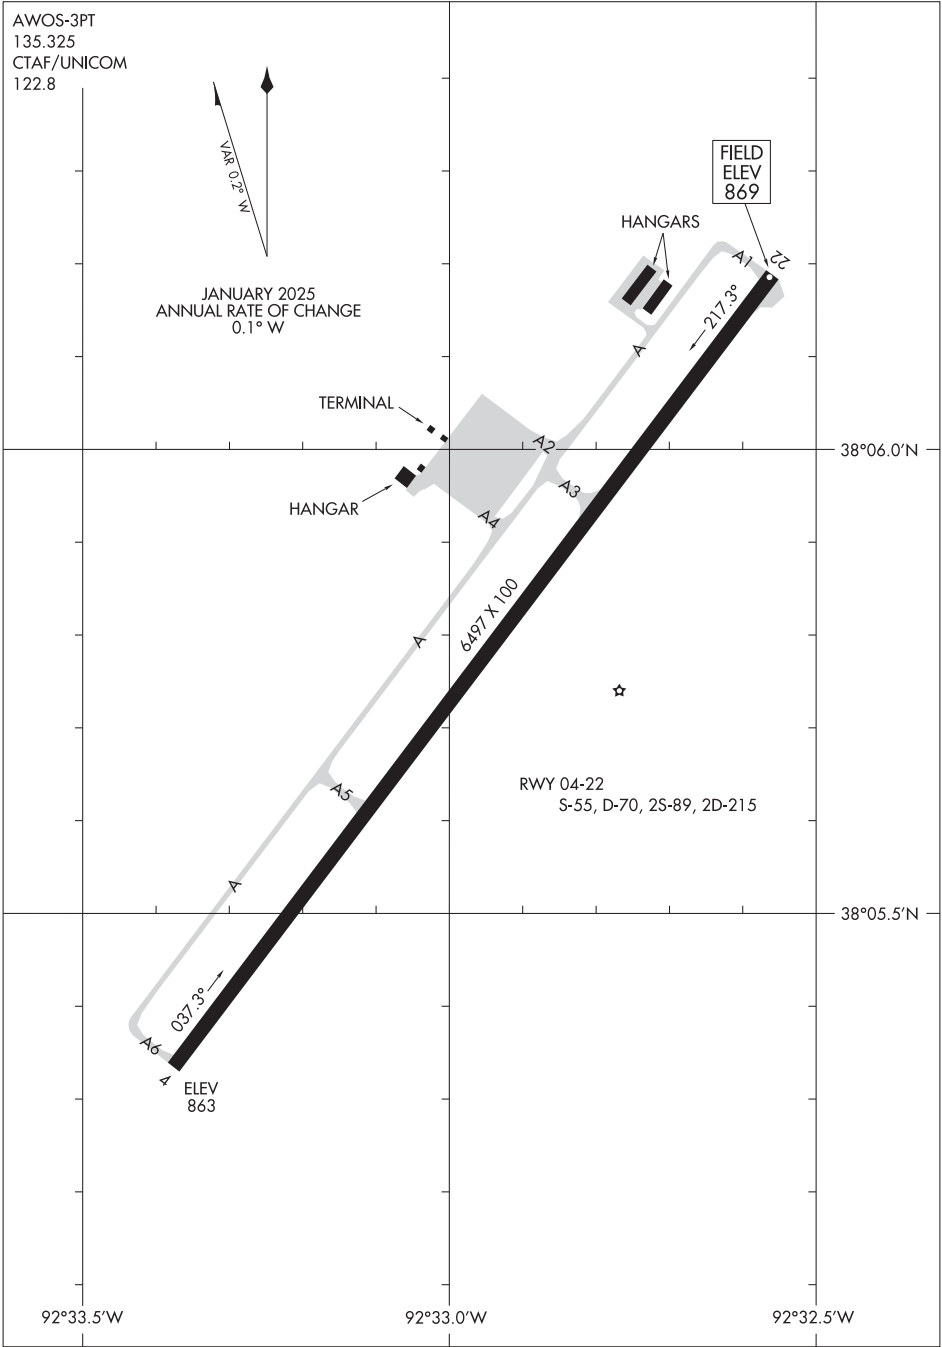 AWOS-3PT
135.325
CTAF/UNICOM
122.8
VAR 0.2° W
JANUARY 2025
ANNUAL RATE OF CHANGE
0.1° W
FIELD
ELEV
869
HANGARS
A1
22
217.3°
A
TERMINAL
A2
38°06.0'N
HANGAR
A3
A4
6497 X 100
A
RWY 04-22
S-55, D-70, 2S-89, 2D-215
A5
A
38°05.5'N
037.3°
A6
4
ELEV
863
92°33.5'W
92°33.0'W
92°32.5'W